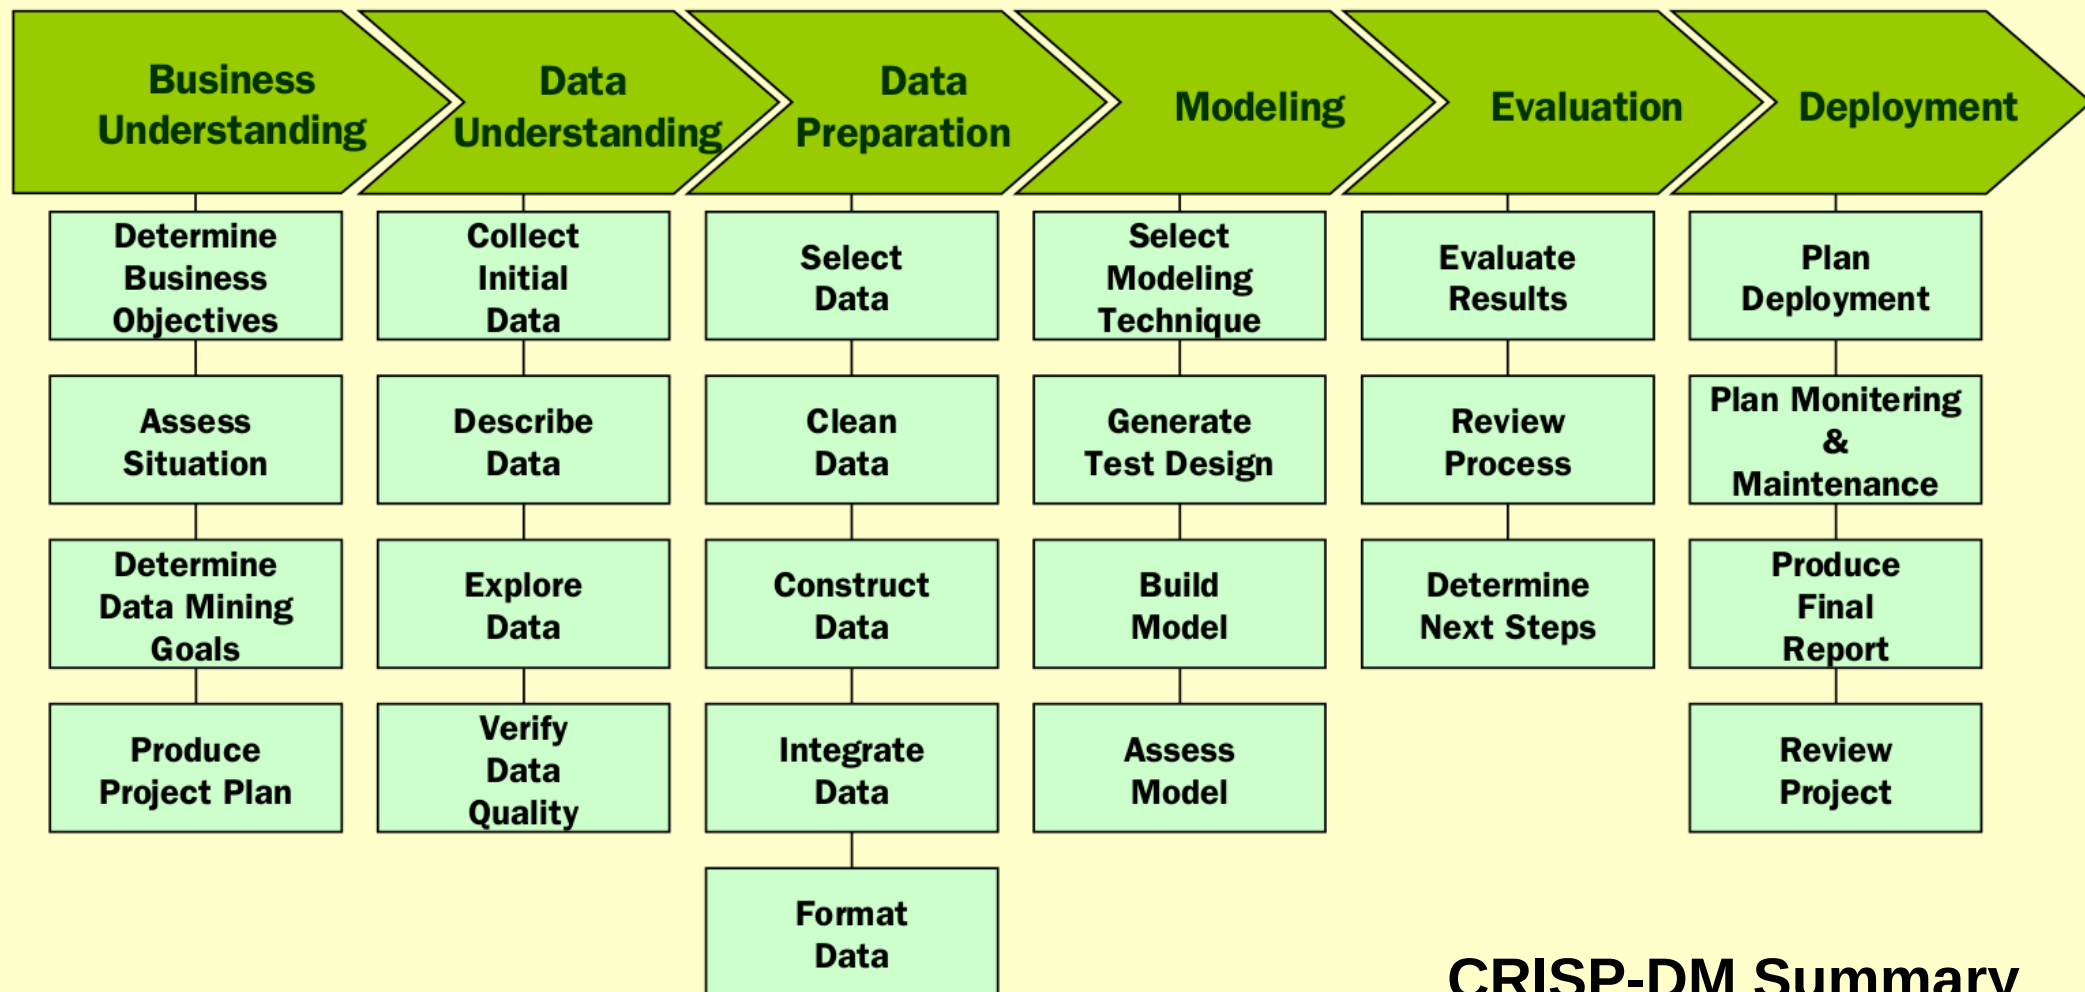 Business
Understanding
Data
Understanding
Data
Preparation
Modeling
Evaluation
Deployment
Determine
Business
Objectives
Assess
Situation
Determine
Data Mining
Goals
Produce
Project Plan
Collect
Initial
Data
Describe
Data
Explore
Data
Verify
Data
Quality
Select
Data
Clean
Data
Construct
Data
Integrate
Data
Format
Data
Select
Modeling
Technique
Generate
Test Design
Build
Model
Assess
Model
Evaluate
Results
Review
Process
Determine
Next Steps
Plan
Deployment
Plan Monitering
&
Maintenance
Produce
Final
Report
Review
Project
CRISP-DM Summary